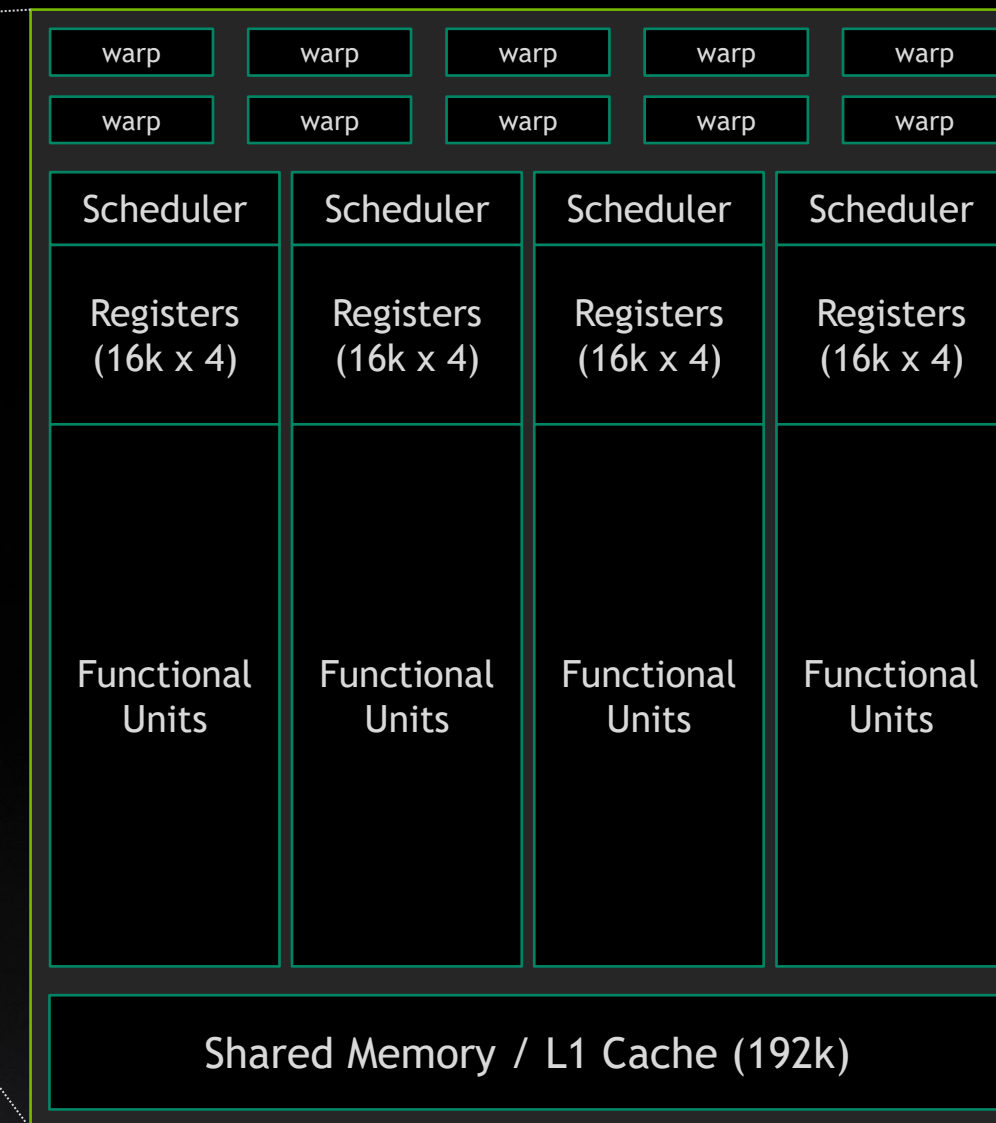 warp warp warp warp warp
warp warp warp warp warp
Scheduler Scheduler Scheduler Scheduler
Registers Registers Registers Registers
(16k x 4) (16k x 4) (16k x 4) (16k x 4)
Functional Functional Functional Functional
Units Units Units Units
Shared Memory / L1 Cache (192k)